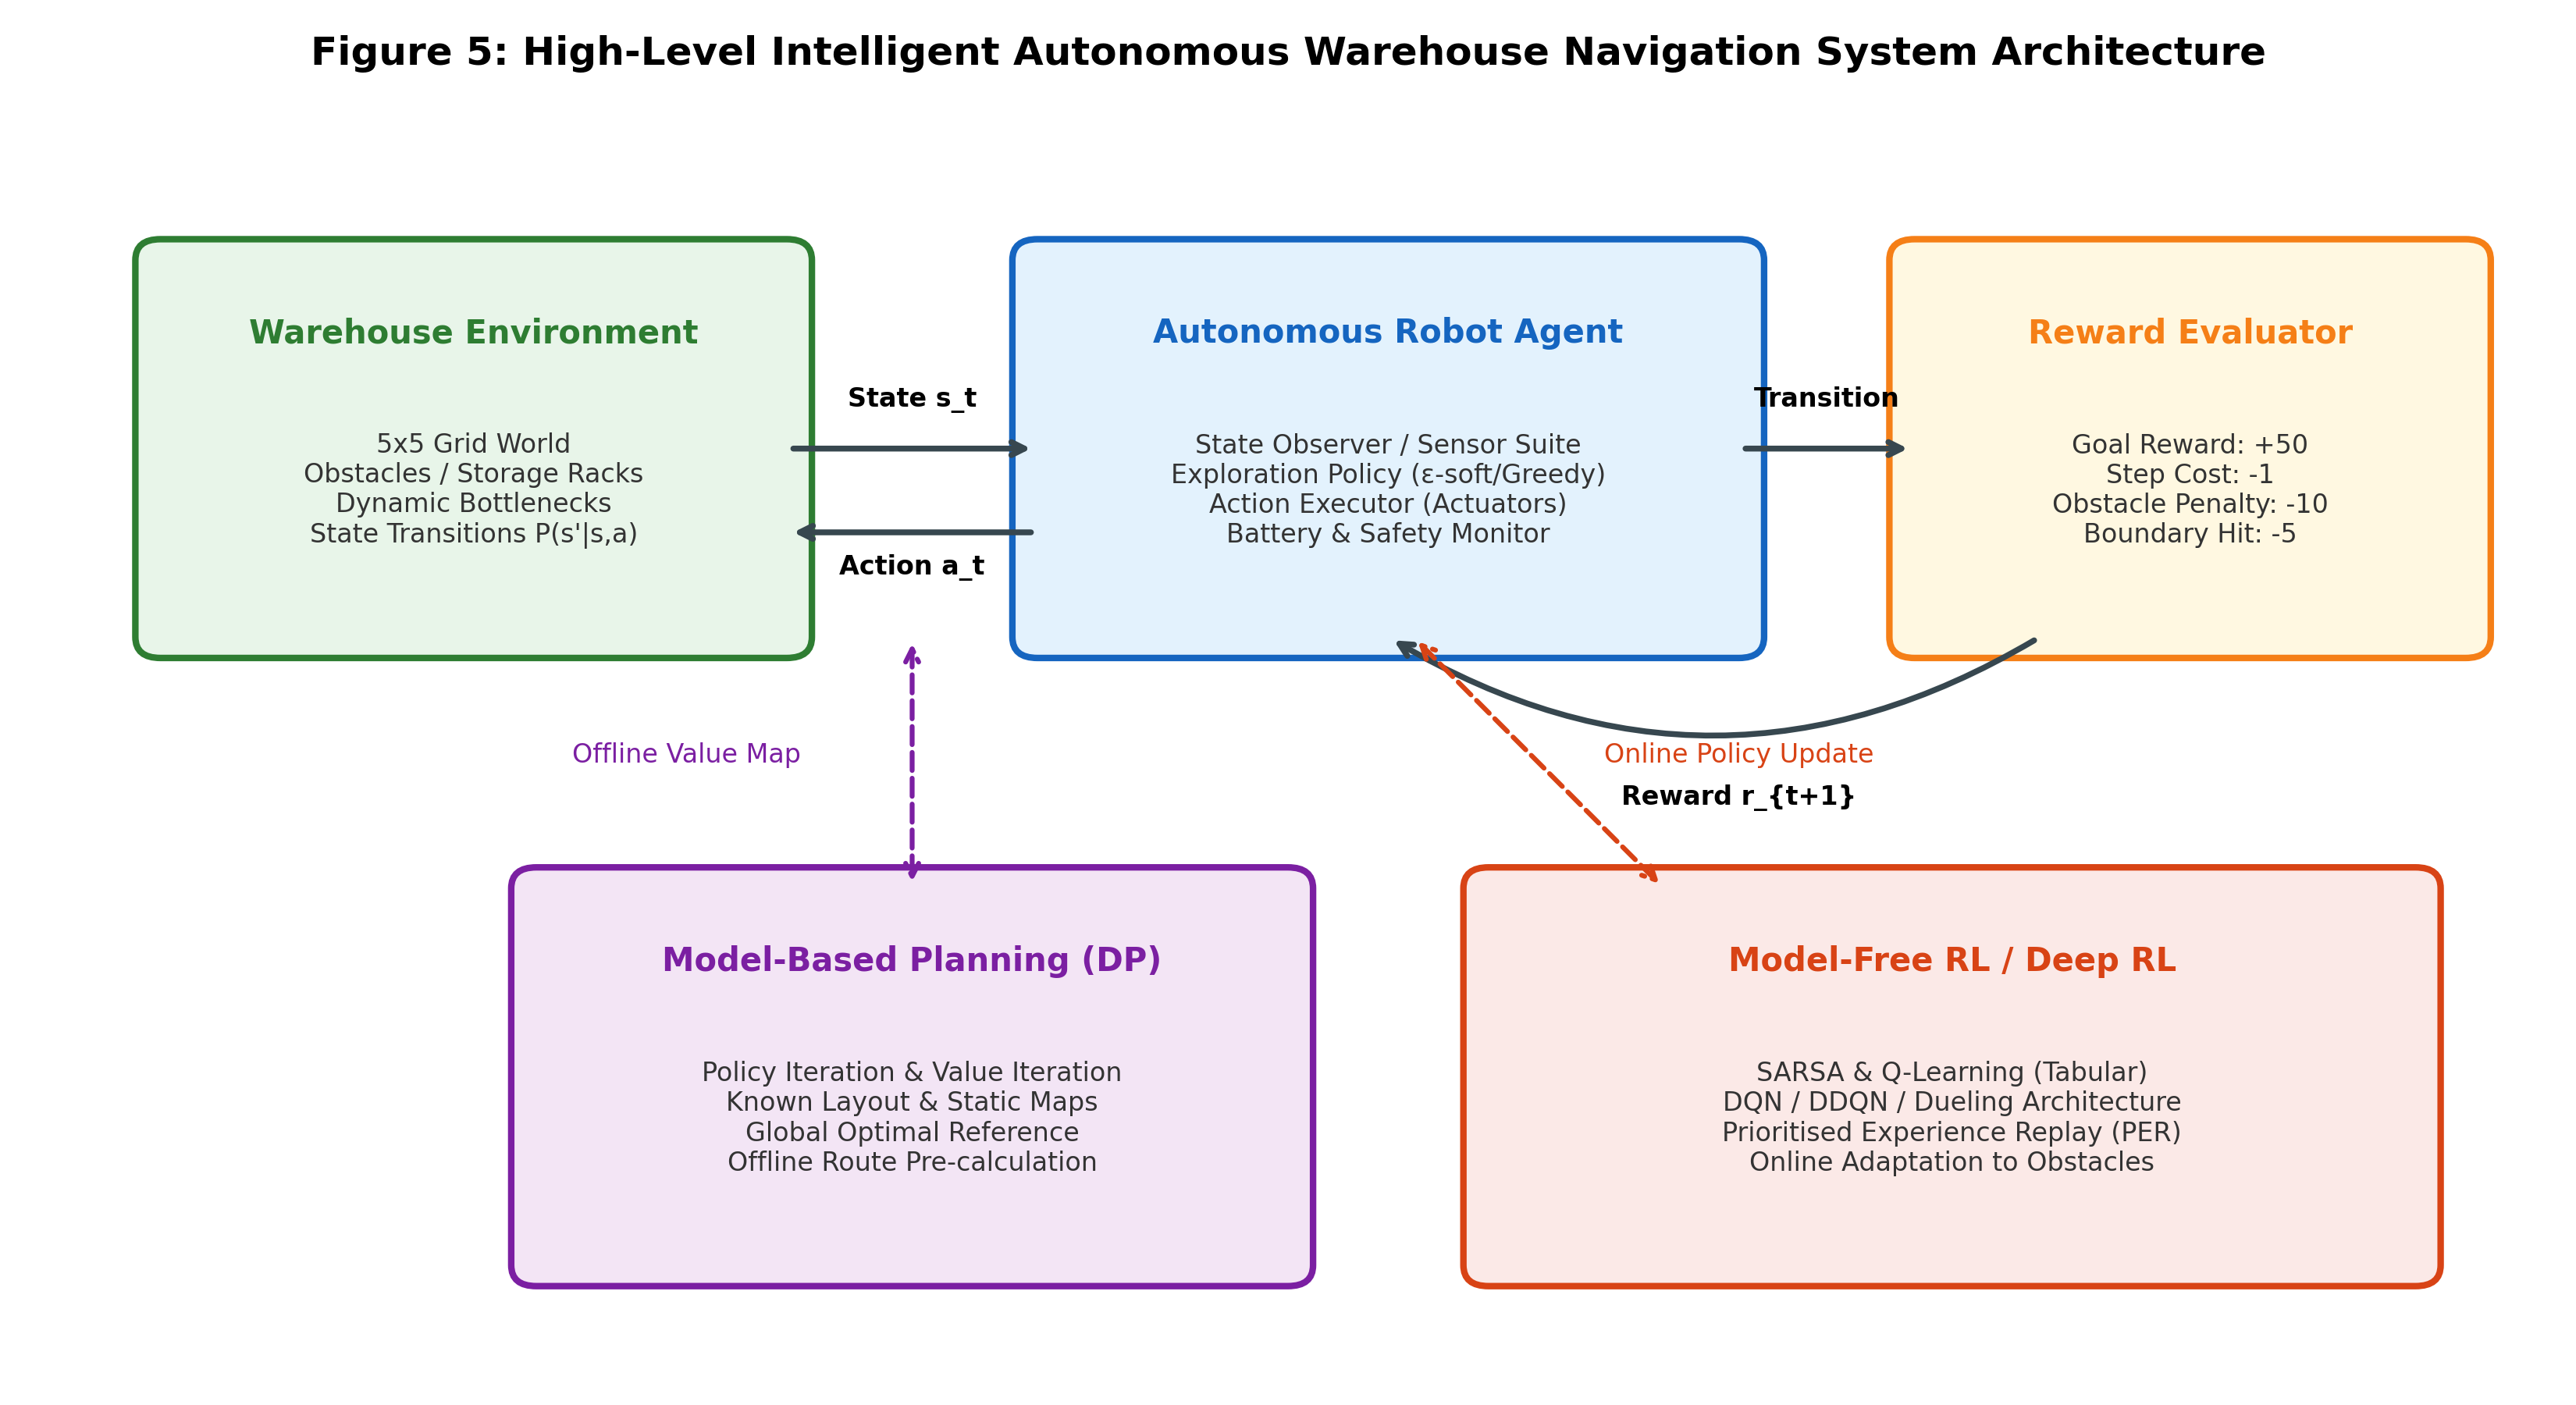 Figure 5: High-Level Intelligent Autonomous Warehouse Navigation System Architecture
Warehouse Environment
5x5 Grid World
Obstacles / Storage Racks
Dynamic Bottlenecks
State Transitions P(s'|s,a)
State s_t
Action a_t
Autonomous Robot Agent
State Observer / Sensor Suite
Exploration Policy (ε-soft/Greedy)
Action Executor (Actuators)
Battery & Safety Monitor
Transition
Reward Evaluator
Goal Reward: +50
Step Cost: -1
Obstacle Penalty: -10
Boundary Hit: -5
Offline Value Map
Online Policy Update
Reward r_{t+1}
Model-Based Planning (DP)
Policy Iteration & Value Iteration
Known Layout & Static Maps
Global Optimal Reference
Offline Route Pre-calculation
Model-Free RL / Deep RL
SARSA & Q-Learning (Tabular)
DQN / DDQN / Dueling Architecture
Prioritised Experience Replay (PER)
Online Adaptation to Obstacles